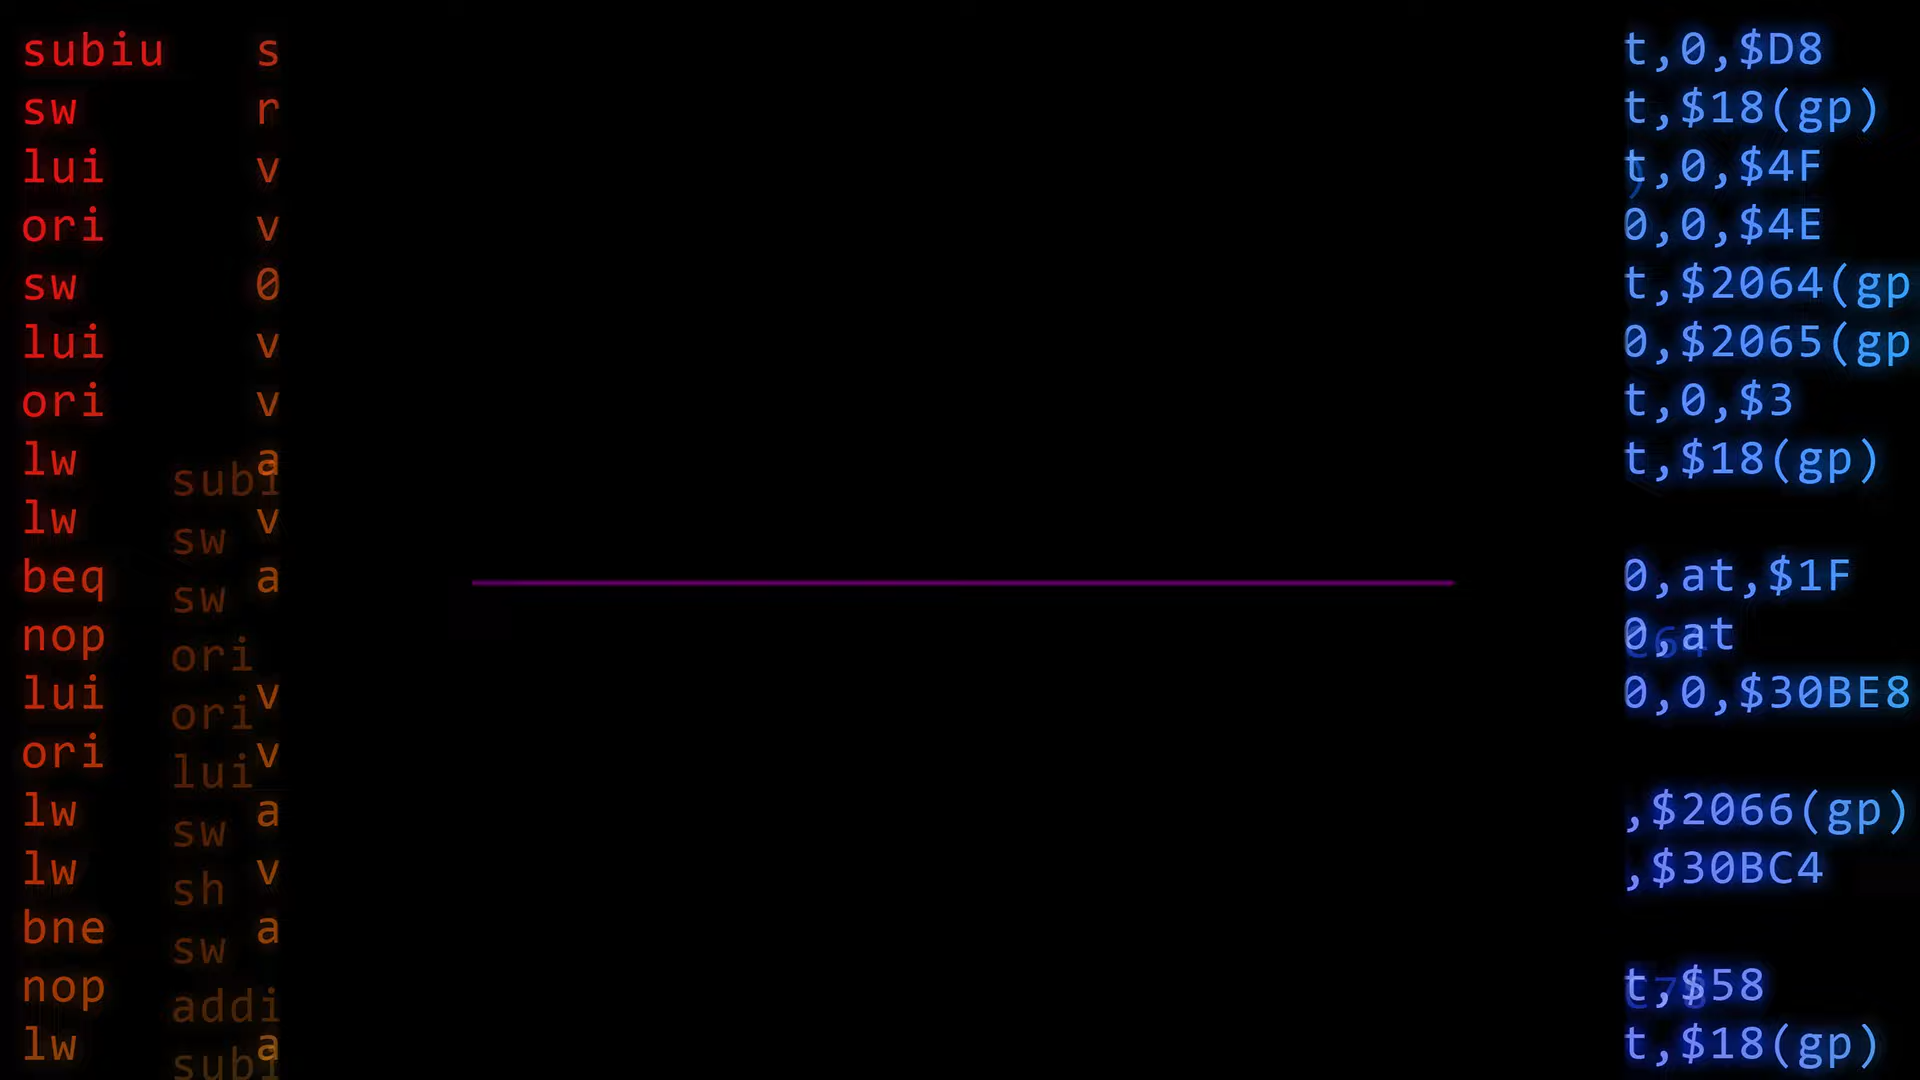 subiu s t,0,$D8
sw r t,$18(gp)
lui v t,0,$4F
ori v 0,0,$4E
sw 0 t,$2064(gp
lui v 0,$2065(gp
ori v t,0,$3
lw a t,$18(gp)
subi
lw v
sw
beq a 0,at,$1F
sw
nop 0,at
ori
lui v 0,0,$30BE8
ori
ori v
lui
lw a ,$2066(gp)
sw
lw v ,$30BC4
sh
bne a
sw
nop t,$58
addi
lw a t,$18(gp)
subi